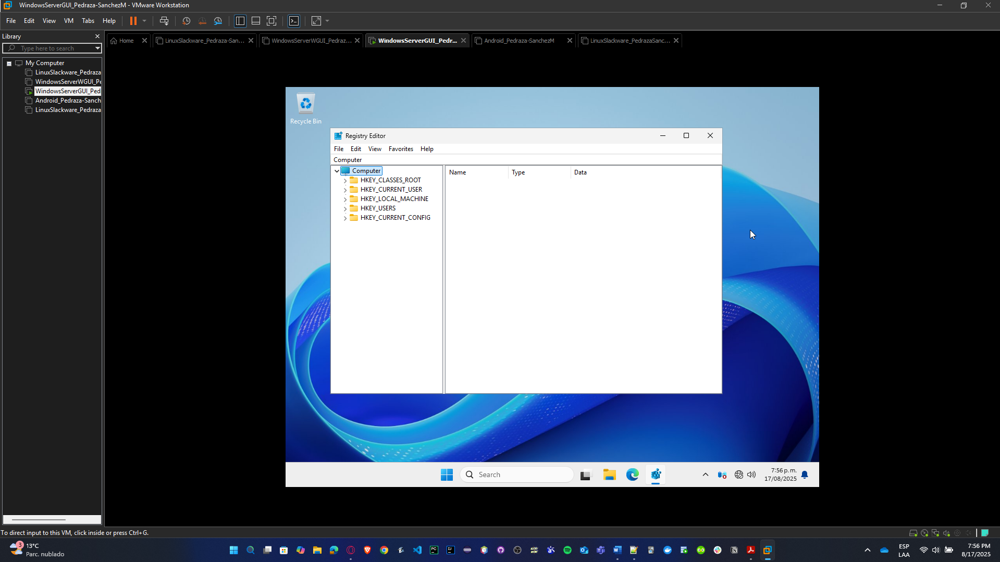 WindowsServerGUI_Pedraza-SanchezM - VMware Workstation
File Edit View VM Tabs Help
Library
Type here to search
My Computer
LinuxSlackware_Pedraza
WindowsServerWGUI_Pe
WindowsServerGUI_Ped
Android_Pedraza-Sanch
LinuxSlackware_Pedraza
Home LinuxSlackware_Pedraza-San... WindowsServerWGUI_Pedraz... WindowsServerGUI_Pedr... Android_Pedraza-SanchezM LinuxSlackware_PedrazaSanc...
Recycle Bin
Registry Editor
File Edit View Favorites Help
Computer
Computer
HKEY_CLASSES_ROOT
HKEY_CURRENT_USER
HKEY_LOCAL_MACHINE
HKEY_USERS
HKEY_CURRENT_CONFIG
Name Type Data
Search
7:56 p. m.
17/08/2025
To direct input to this VM, click inside or press Ctrl+G.
3
13°C
Parc. nublado
PC
IJ
ESP
LAA
7:56 PM
8/17/2025